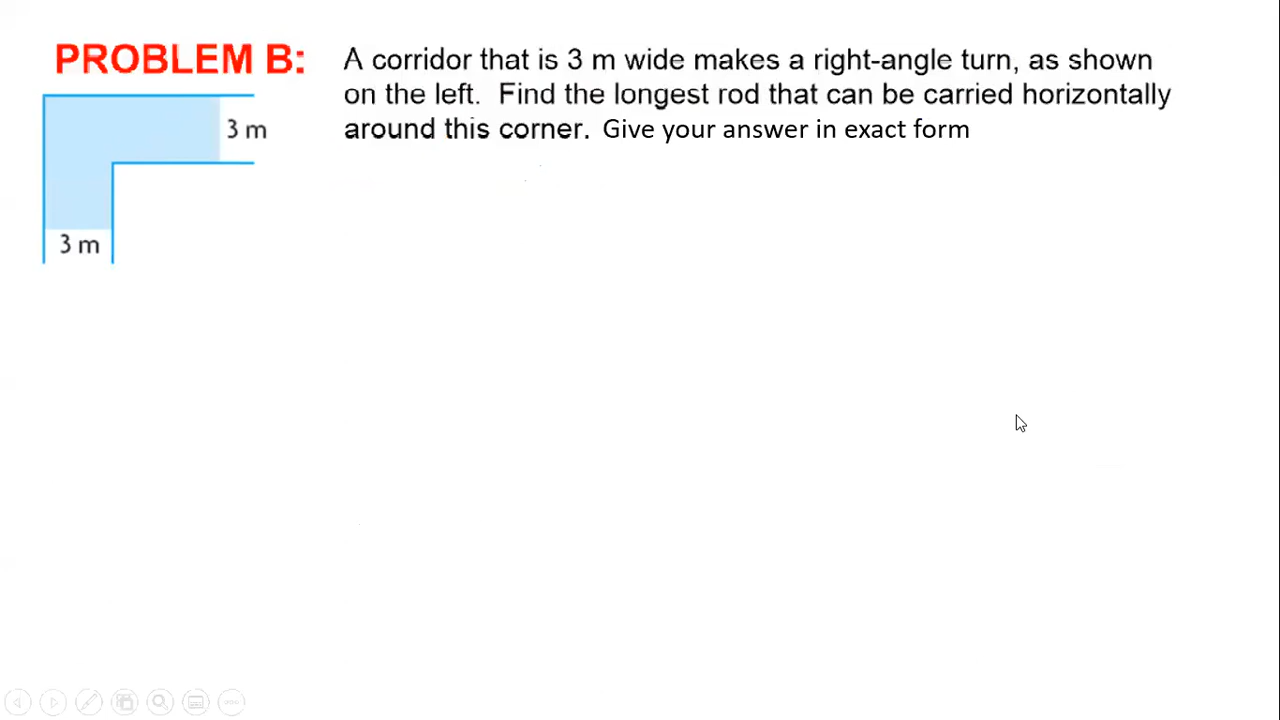 PROBLEM B:
A corridor that is 3 m wide makes a right-angle turn, as shown
on the left. Find the longest rod that can be carried horizontally
around this corner. Give your answer in exact form
3 m
3 m